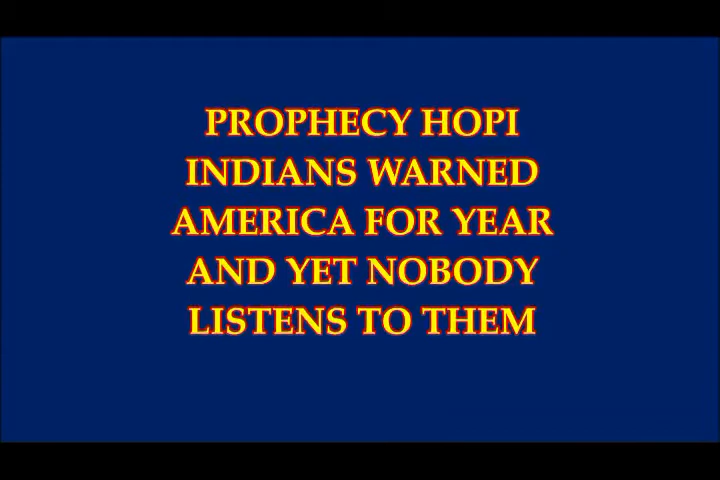 PROPHECY HOPI
INDIANS WARNED
AMERICA FOR YEAR
AND YET NOBODY
LISTENS TO THEM